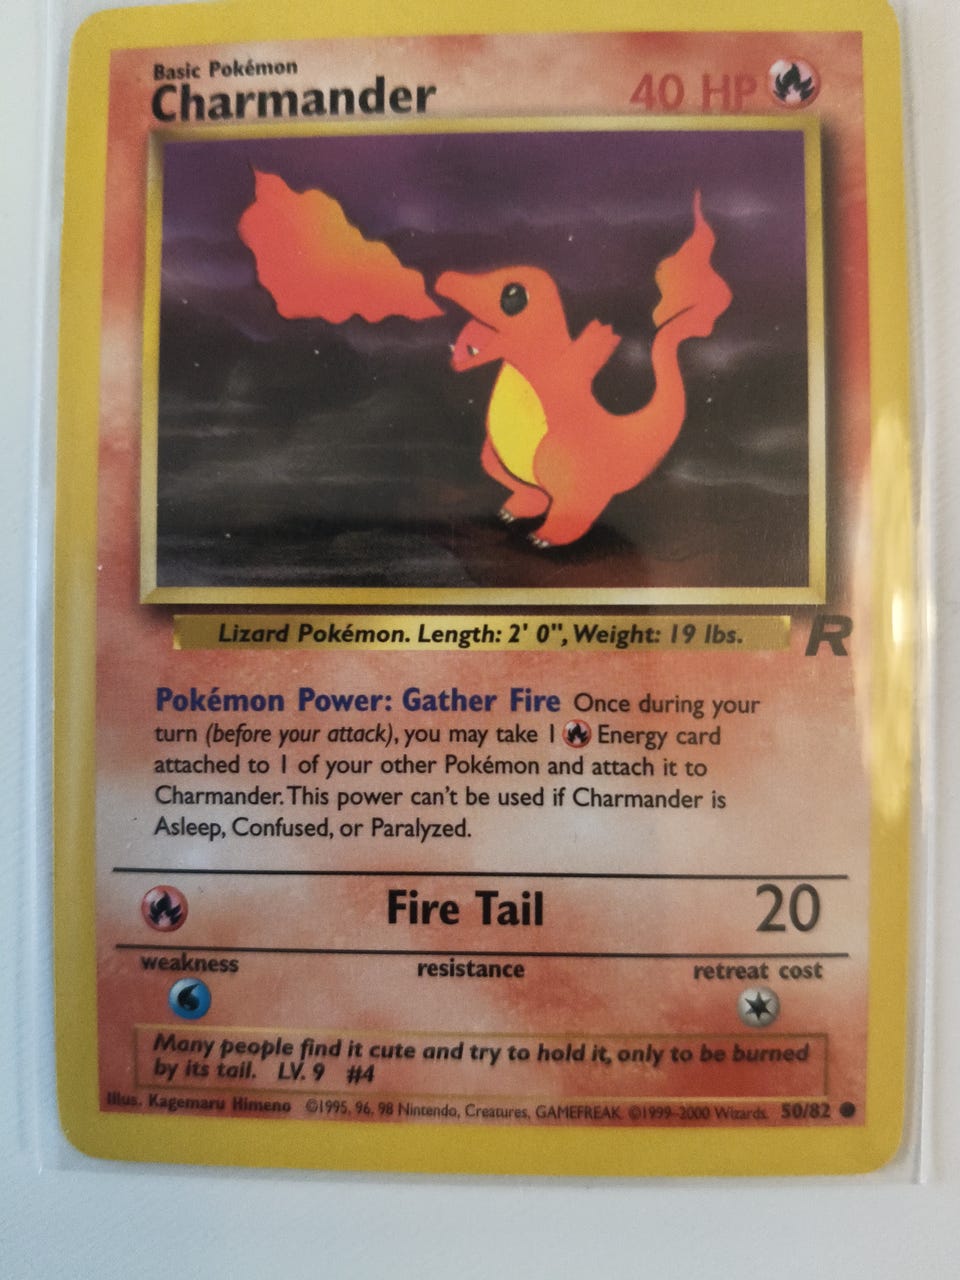 Basic Pokémon
Charmander 40 HP
Lizard Pokémon. Length: 2' 0", Weight: 19 lbs.
R
Pokémon Power: Gather Fire Once during your
turn (before your attack), you may take 1 Energy card
attached to 1 of your other Pokémon and attach it to
Charmander. This power can't be used if Charmander is
Asleep, Confused, or Paralyzed.
Fire Tail 20
weakness resistance retreat cost
Many people find it cute and try to hold it, only to be burned
by its tail. LV. 9 #4
Illus. Kagemaru Himeno ©1995, 96, 98 Nintendo, Creatures, GAMEFREAK. ©1999-2000 Wizards. 50/82